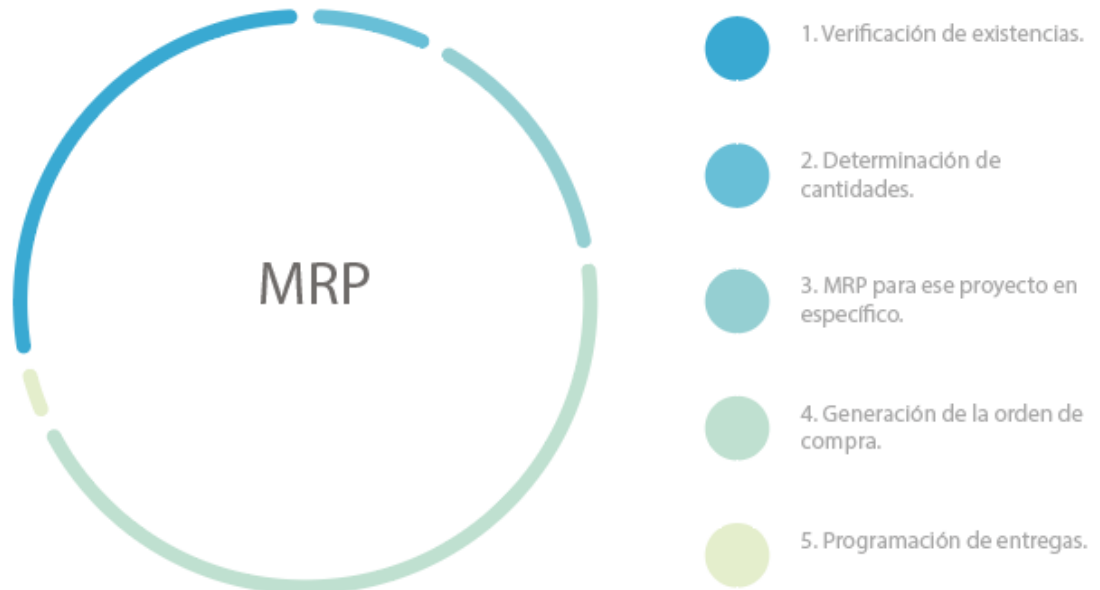 MRP
1. Verificación de existencias.
2. Determinación de
cantidades.
3. MRP para ese proyecto en
específico.
4. Generación de la orden de
compra.
5. Programación de entregas.